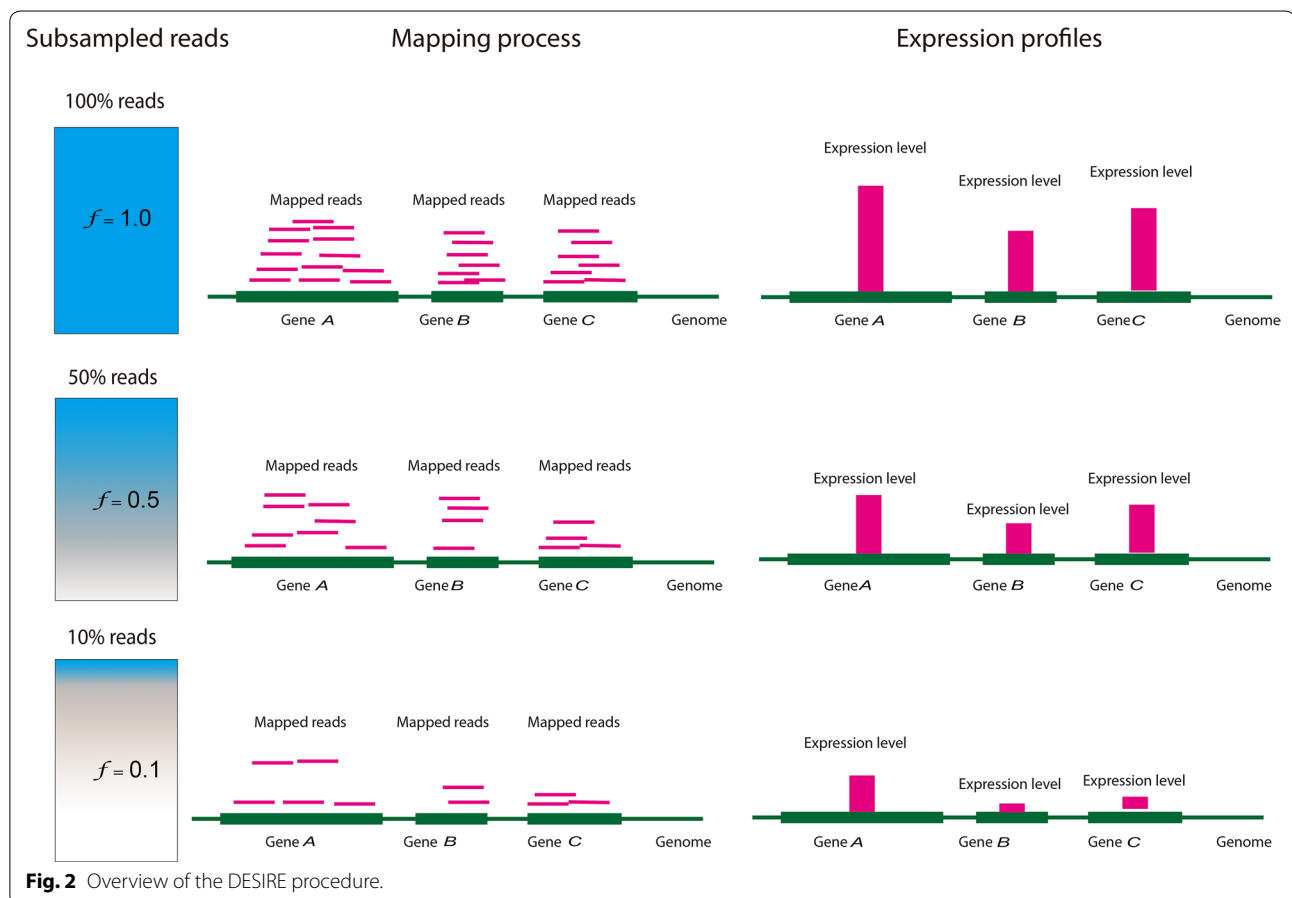 Subsampled reads
Mapping process
Expression profiles
100% reads
f = 1.0
Mapped reads
Mapped reads
Mapped reads
Gene A
Gene B
Gene C
Genome
Expression level
Expression level
Expression level
Gene A
Gene B
Gene C
Genome
50% reads
f = 0.5
Mapped reads
Mapped reads
Mapped reads
Gene A
Gene B
Gene C
Genome
Expression level
Expression level
Expression level
Gene A
Gene B
Gene C
Genome
10% reads
f = 0.1
Mapped reads
Mapped reads
Mapped reads
Gene A
Gene B
Gene C
Genome
Expression level
Expression level
Expression level
Gene A
Gene B
Gene C
Genome
Fig. 2 Overview of the DESIRE procedure.